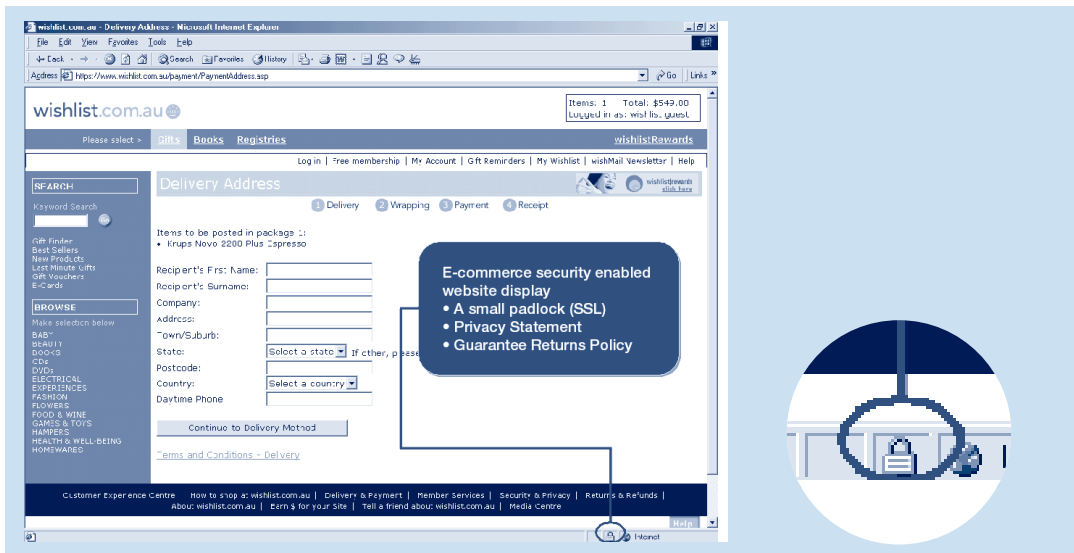 wishlist.com.au - Delivery Address - Microsoft Internet Explorer
File Edit View Favorites Tools Help
Back Search Favorites History
Address https://www.wishlist.com.au/payment/PaymentAddress.asp Go Links »
wishlist.com.au
Items: 1 Total: $549.00
Logged in as: wishlist guest
Please select > Gifts Books Registries wishlistRewards
Log in | Free membership | My Account | Gift Reminders | My Wishlist | wishMail Newsletter | Help
SEARCH
Keyword Search
Go
Gift Finder
Best Sellers
New Products
Last Minute Gifts
Gift Vouchers
E-Cards
BROWSE
Make selection below
BABY
BEAUTY
BOOKS
CDs
DVDs
ELECTRICAL
EXPERIENCES
FASHION
FLOWERS
FOOD & WINE
GAMES & TOYS
HAMPERS
HEALTH & WELL-BEING
HOMEWARES
Delivery Address
wishlistrewards
click here
1 Delivery 2 Wrapping 3 Payment 4 Receipt
Items to be posted in package 1:
• Krups Novo 2200 Plus Espresso
Recipient's First Name:
Recipient's Surname:
Company:
Address:
Town/Suburb:
State: Select a state If other, please
Postcode:
Country: Select a country
Daytime Phone
Continue to Delivery Method
Terms and Conditions - Delivery
E-commerce security enabled
website display
• A small padlock (SSL)
• Privacy Statement
• Guarantee Returns Policy
Customer Experience Centre How to shop at wishlist.com.au | Delivery & Payment | Member Services | Security & Privacy | Returns & Refunds |
About wishlist.com.au | Earn $ for your Site | Tell a friend about wishlist.com.au | Media Centre
Help
Internet